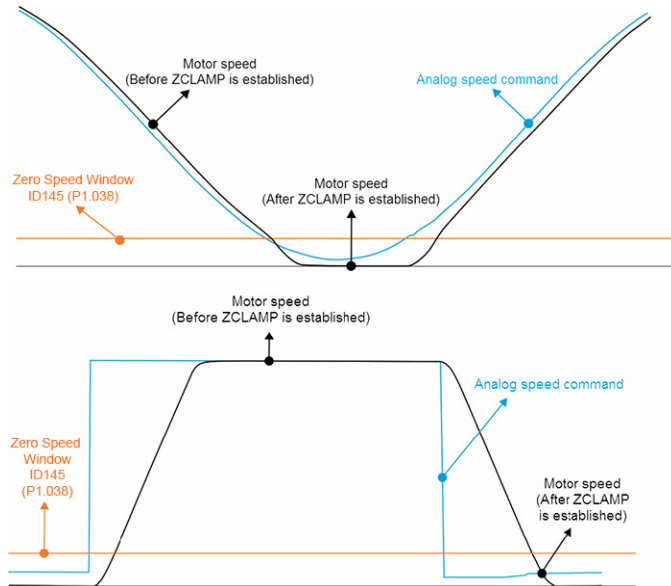 Motor speed
(Before ZCLAMP is established)
Analog speed command
Zero Speed Window
ID145 (P1.038)
Motor speed
(After ZCLAMP is established)
Motor speed
(Before ZCLAMP is established)
Analog speed command
Zero Speed
Window
ID145
(P1.038)
Motor speed
(After ZCLAMP
is established)